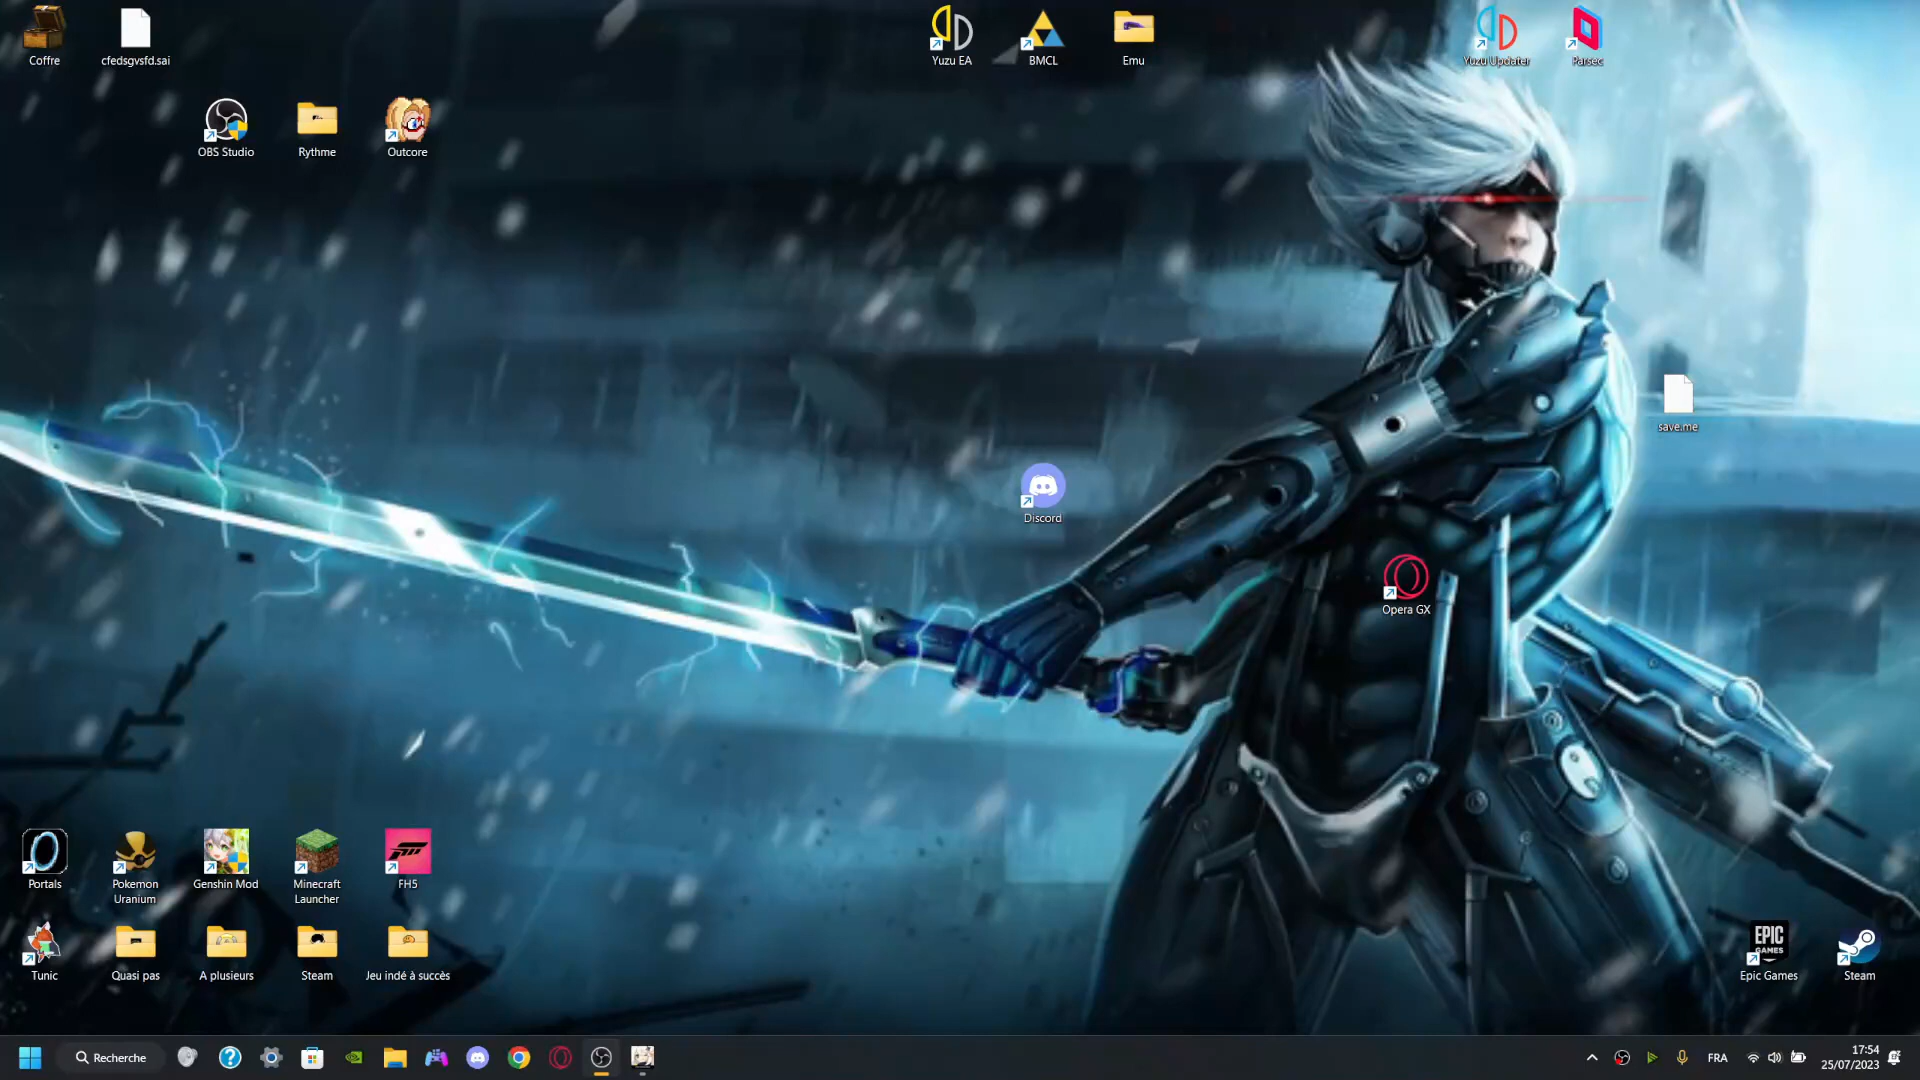 Coffre
cfedsgvsfd.sai
Yuzu EA
BMCL
Emu
Yuzu Updater
Parsec
OBS Studio
Rythme
Outcore
save.me
Discord
Opera GX
Portals
Pokemon
Uranium
Genshin Mod
Minecraft
Launcher
FH5
EPIC
GAMES
Tunic
Quasi pas
A plusieurs
Steam
Jeu indé à succès
Epic Games
Steam
Recherche
FRA
17:54
25/07/2023